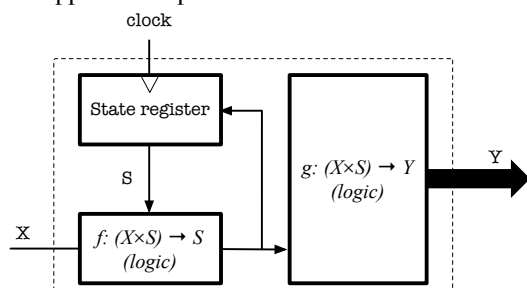 clock
State register
S
X
f: (X×S) → S
(logic)
g: (X×S) → Y
(logic)
Y